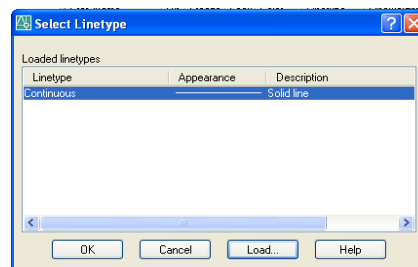 Select Linetype
Loaded linetypes
Linetype Appearance Description
Continuous Solid line
OK Cancel Load... Help